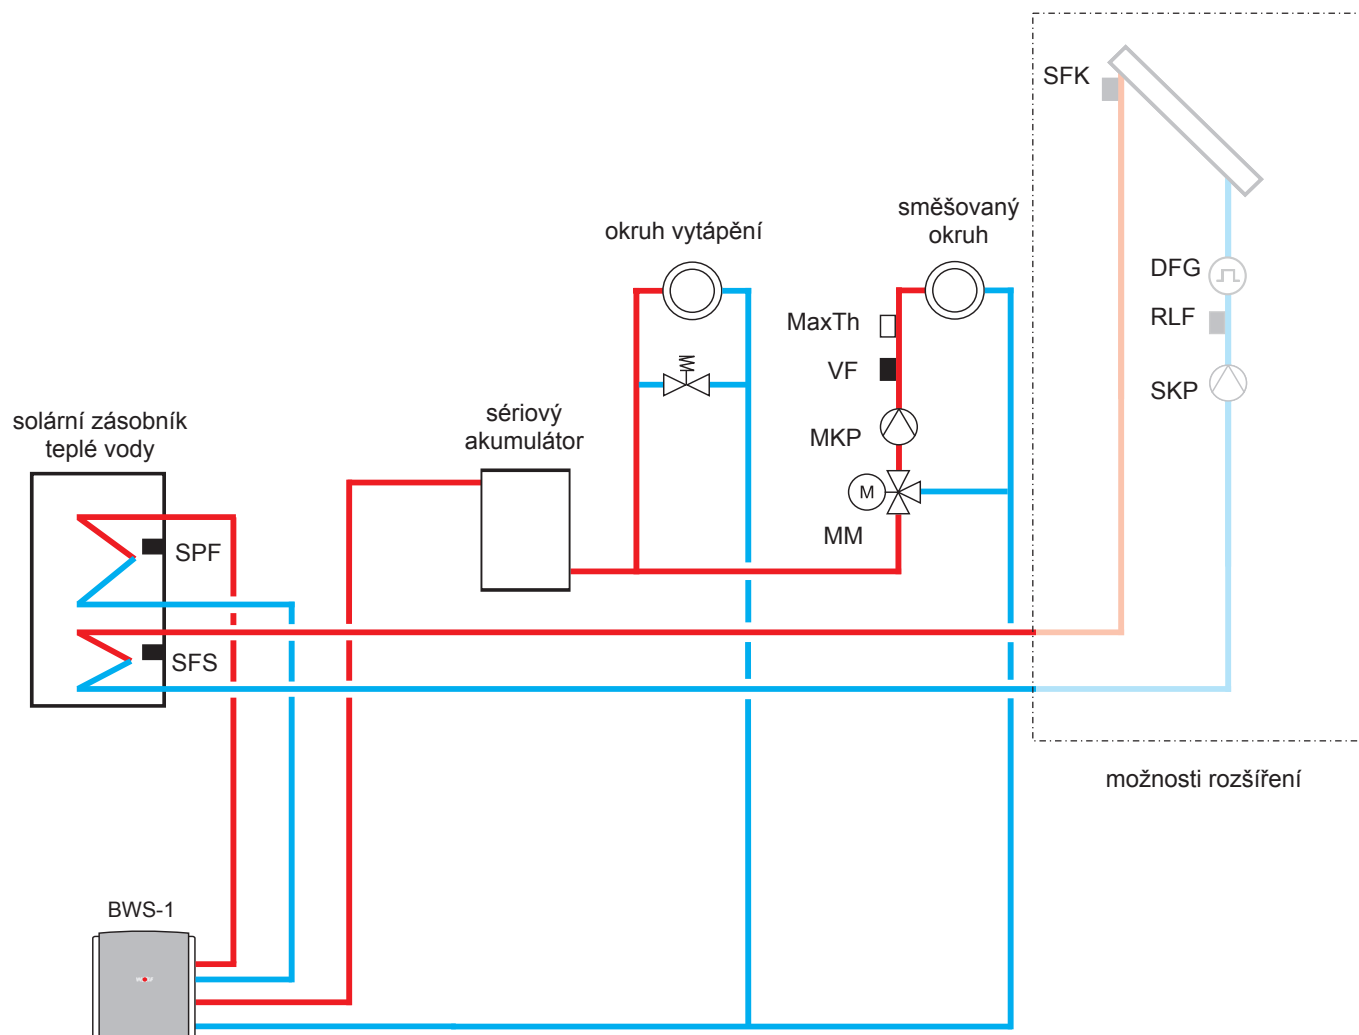 SFK
směšovaný
okruh
okruh vytápění
DFG
RLF
MaxTh
VF
SKP
sériový
akumulátor
solární zásobník
teplé vody
MKP
M
MM
SPF
SFS
možnosti rozšíření
BWS-1